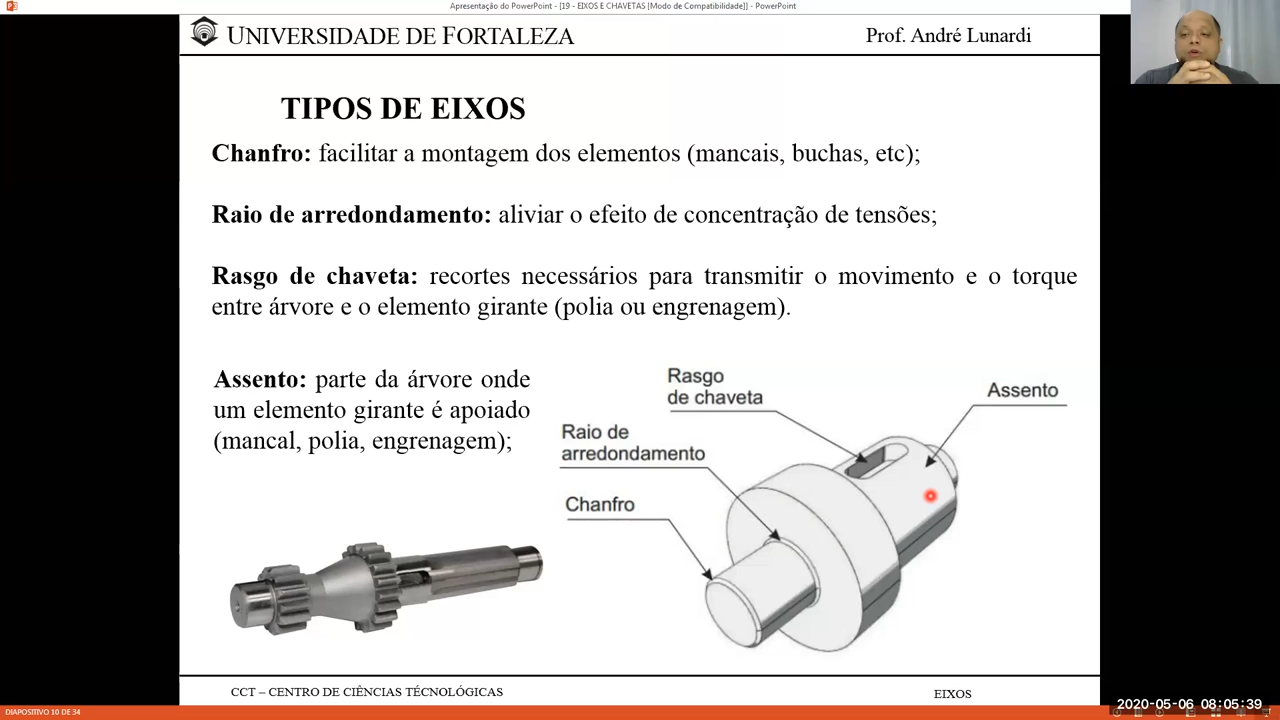 Apresentação do PowerPoint - [19 - EIXOS E CHAVETAS [Modo de Compatibilidade]] - PowerPoint
UNIVERSIDADE DE FORTALEZA
Prof. André Lunardi
TIPOS DE EIXOS
Chanfro: facilitar a montagem dos elementos (mancais, buchas, etc);
Raio de arredondamento: aliviar o efeito de concentração de tensões;
Rasgo de chaveta: recortes necessários para transmitir o movimento e o torque
entre árvore e o elemento girante (polia ou engrenagem).
Assento: parte da árvore onde
um elemento girante é apoiado
(mancal, polia, engrenagem);
Rasgo
de chaveta
Assento
Raio de
arredondamento
Chanfro
CCT – CENTRO DE CIÊNCIAS TÉCNOLÓGICAS
EIXOS
2020-05-06 08:05:39
DIAPOSITIVO 10 DE 34